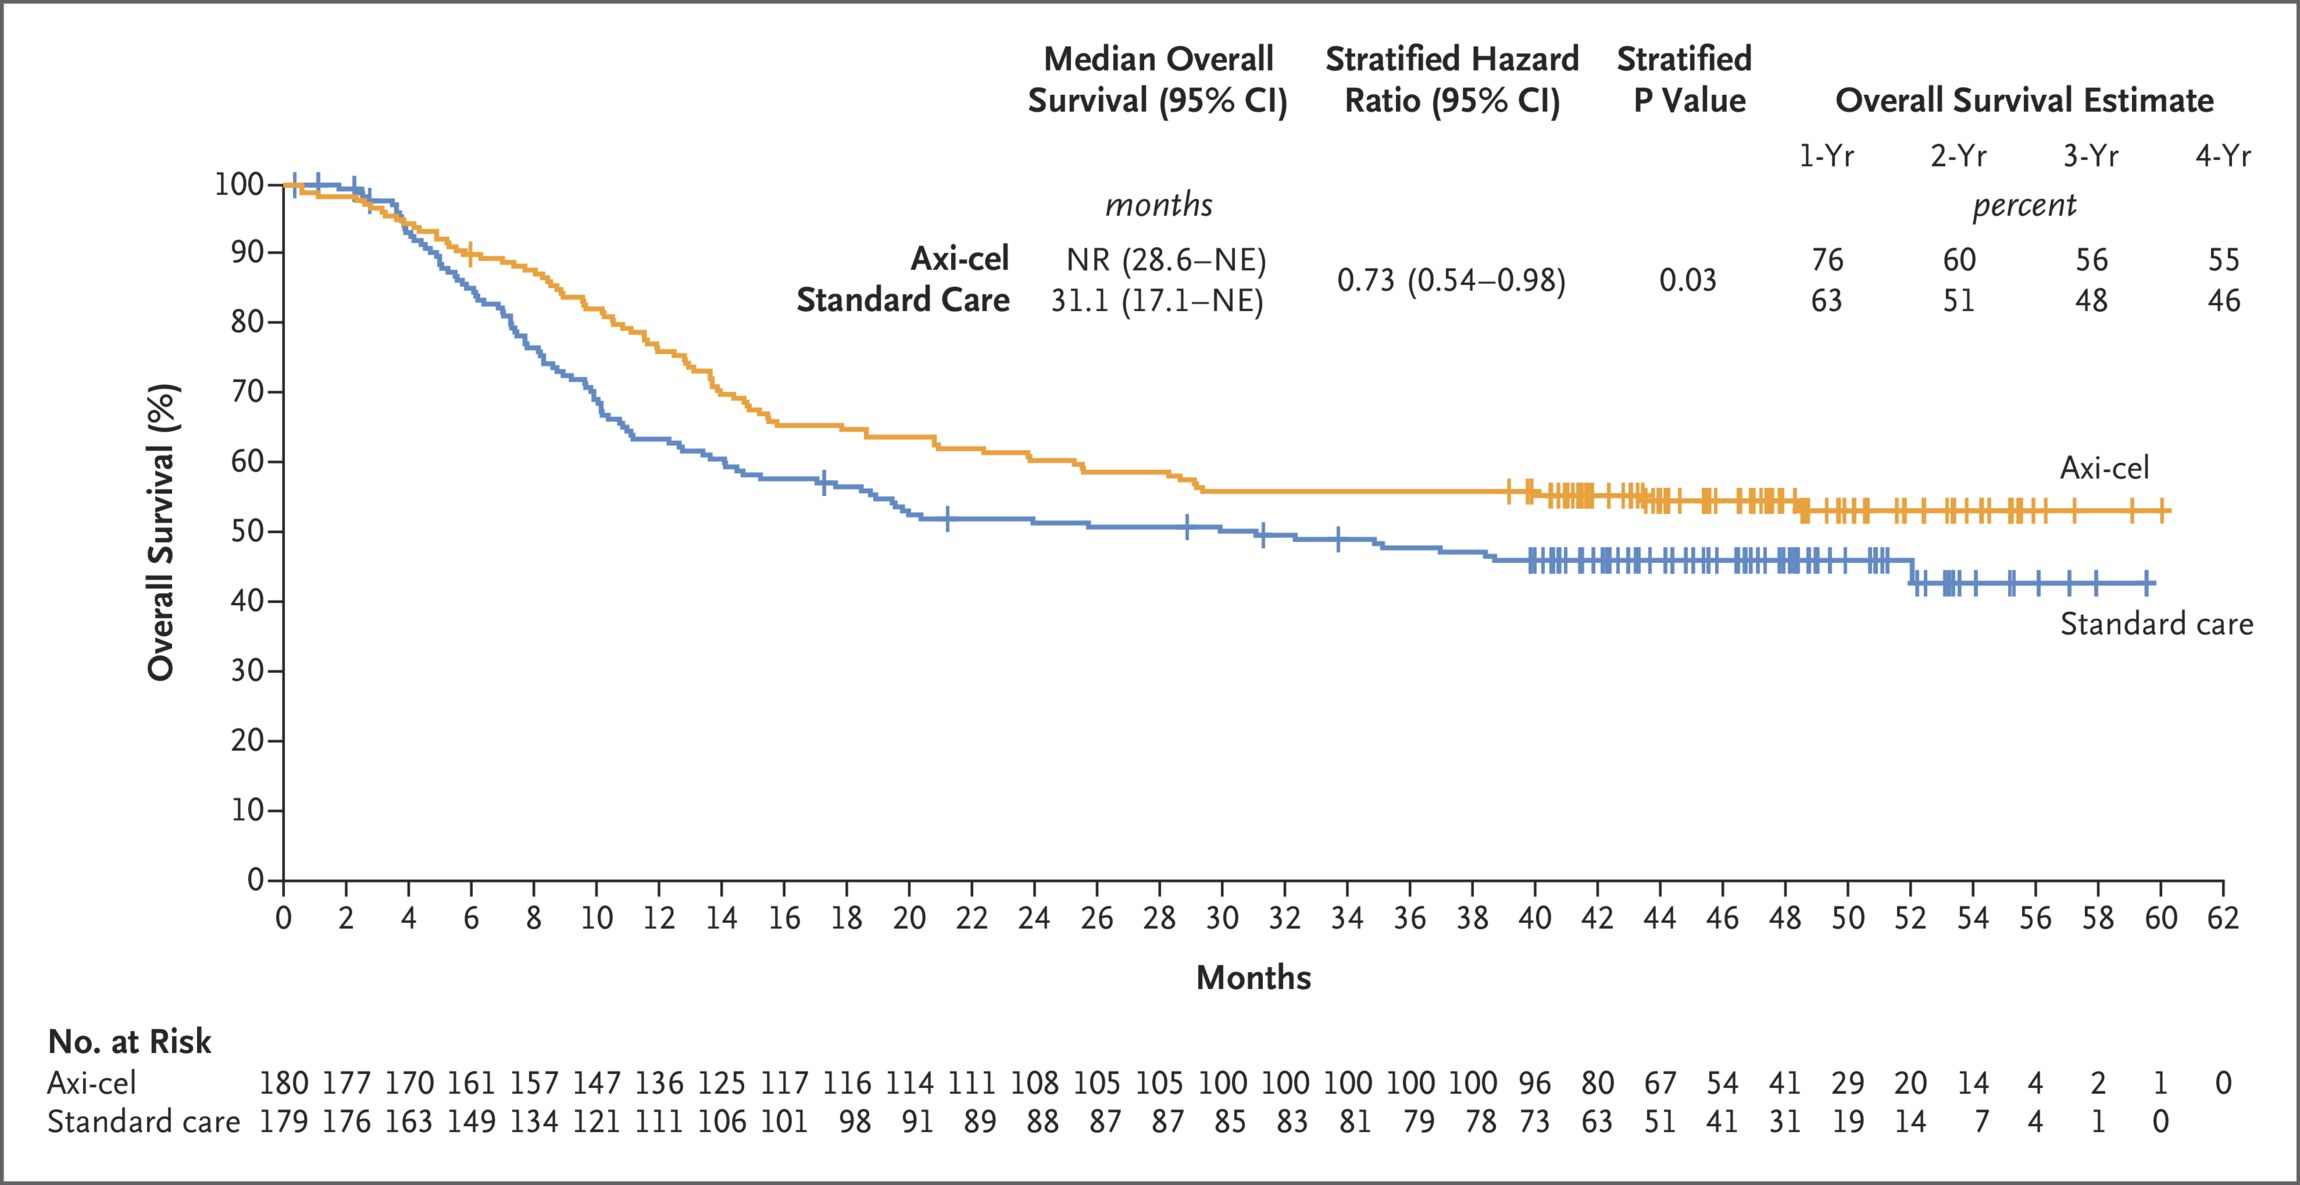 Median Overall Survival (95% CI)
Stratified Hazard Ratio (95% CI)
Stratified P Value
Overall Survival Estimate
1-Yr 2-Yr 3-Yr 4-Yr
months
percent
Axi-cel NR (28.6–NE) 76 60 56 55
0.73 (0.54–0.98) 0.03
Standard Care 31.1 (17.1–NE) 63 51 48 46
Overall Survival (%)
100
90
80
70
60
50
40
30
20
10
0
Axi-cel
Standard care
0 2 4 6 8 10 12 14 16 18 20 22 24 26 28 30 32 34 36 38 40 42 44 46 48 50 52 54 56 58 60 62
Months
No. at Risk
Axi-cel 180 177 170 161 157 147 136 125 117 116 114 111 108 105 105 100 100 100 100 100 96 80 67 54 41 29 20 14 4 2 1 0
Standard care 179 176 163 149 134 121 111 106 101 98 91 89 88 87 87 85 83 81 79 78 73 63 51 41 31 19 14 7 4 1 0